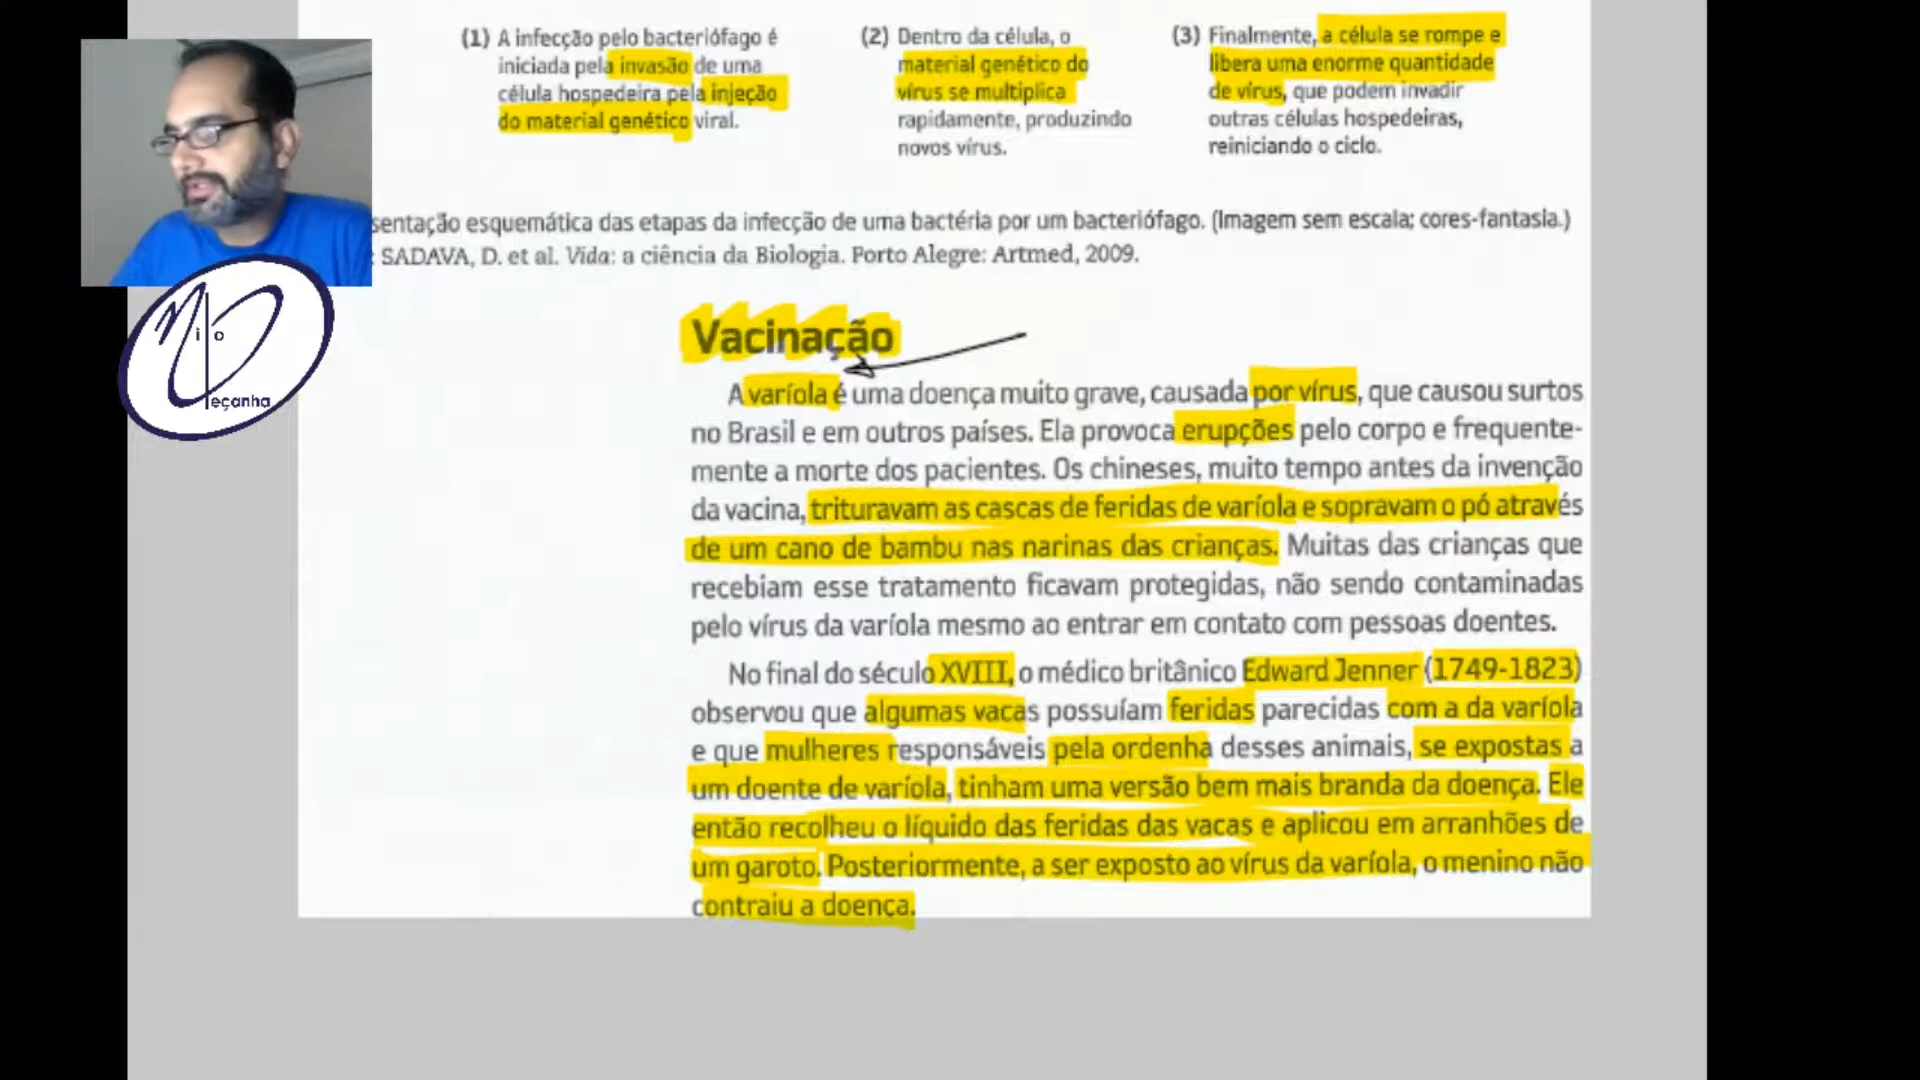 (1) A infecção pelo bacteriófago é
iniciada pela invasão de uma
célula hospedeira pela injeção
do material genético viral.
(2) Dentro da célula, o
material genético do
vírus se multiplica
rapidamente, produzindo
novos vírus.
(3) Finalmente, a célula se rompe e
libera uma enorme quantidade
de vírus, que podem invadir
outras células hospedeiras,
reiniciando o ciclo.
sentação esquemática das etapas da infecção de uma bactéria por um bacteriófago. (Imagem sem escala; cores-fantasia.)
: SADAVA, D. et al. Vida: a ciência da Biologia. Porto Alegre: Artmed, 2009.
Nilo
Peçanha
Vacinação
A varíola é uma doença muito grave, causada por vírus, que causou surtos
no Brasil e em outros países. Ela provoca erupções pelo corpo e frequente-
mente a morte dos pacientes. Os chineses, muito tempo antes da invenção
da vacina, trituravam as cascas de feridas de varíola e sopravam o pó através
de um cano de bambu nas narinas das crianças. Muitas das crianças que
recebiam esse tratamento ficavam protegidas, não sendo contaminadas
pelo vírus da varíola mesmo ao entrar em contato com pessoas doentes.
No final do século XVIII, o médico britânico Edward Jenner (1749-1823)
observou que algumas vacas possuíam feridas parecidas com a da varíola
e que mulheres responsáveis pela ordenha desses animais, se expostas a
um doente de varíola, tinham uma versão bem mais branda da doença. Ele
então recolheu o líquido das feridas das vacas e aplicou em arranhões de
um garoto. Posteriormente, a ser exposto ao vírus da varíola, o menino não
contraiu a doença.